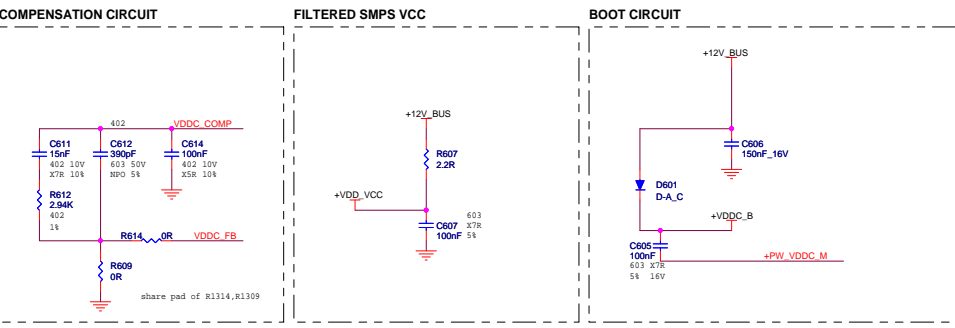 COMPENSATION CIRCUIT
402
VDDC_COMP
C611
15nF
402 10V
X7R 10%
C612
390pF
603 50V
NPO 5%
C614
100nF
402 10V
X5R 10%
R612
2.94K
402
1%
R614
0R
VDDC_FB
R609
0R
share pad of R1314,R1309
FILTERED SMPS VCC
+12V_BUS
R607
2.2R
+VDD_VCC
C607
100nF
603
X7R
5%
BOOT CIRCUIT
+12V_BUS
C606
150nF_16V
D601
D-A_C
+VDDC_B
C605
100nF
603 X7R
5% 16V
+PW_VDDC_M